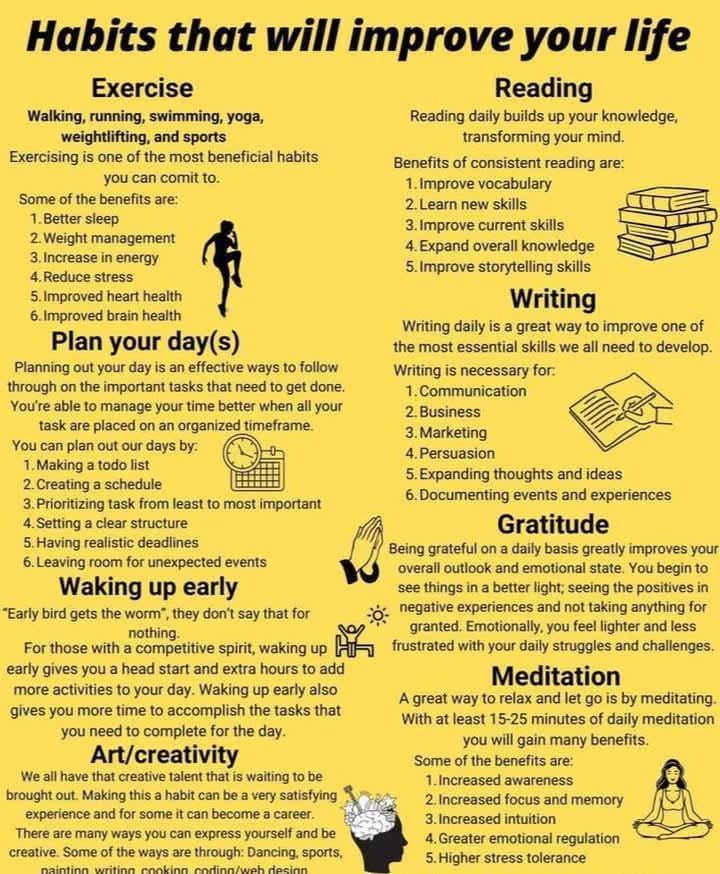 Habits that will improve your life
Exercise
Walking, running, swimming, yoga,
weightlifting, and sports
Exercising is one of the most beneficial habits
you can comit to.
Some of the benefits are:
1. Better sleep
2. Weight management
3. Increase in energy
4. Reduce stress
5. Improved heart health
6. Improved brain health
Plan your day(s)
Planning out your day is an effective ways to follow
through on the important tasks that need to get done.
You're able to manage your time better when all your
task are placed on an organized timeframe.
You can plan out our days by:
1. Making a todo list
2. Creating a schedule
3. Prioritizing task from least to most important
4. Setting a clear structure
5. Having realistic deadlines
6. Leaving room for unexpected events
Waking up early
"Early bird gets the worm", they don't say that for
nothing.
For those with a competitive spirit, waking up
early gives you a head start and extra hours to add
more activities to your day. Waking up early also
gives you more time to accomplish the tasks that
you need to complete for the day.
Art/creativity
We all have that creative talent that is waiting to be
brought out. Making this a habit can be a very satisfying
experience and for some it can become a career.
There are many ways you can express yourself and be
creative. Some of the ways are through: Dancing, sports,
painting, writing, cooking, coding/web design
Reading
Reading daily builds up your knowledge,
transforming your mind.
Benefits of consistent reading are:
1. Improve vocabulary
2. Learn new skills
3. Improve current skills
4. Expand overall knowledge
5. Improve storytelling skills
Writing
Writing daily is a great way to improve one of
the most essential skills we all need to develop.
Writing is necessary for:
1. Communication
2. Business
3. Marketing
4. Persuasion
5. Expanding thoughts and ideas
6. Documenting events and experiences
Gratitude
Being grateful on a daily basis greatly improves your
overall outlook and emotional state. You begin to
see things in a better light; seeing the positives in
negative experiences and not taking anything for
granted. Emotionally, you feel lighter and less
frustrated with your daily struggles and challenges.
Meditation
A great way to relax and let go is by meditating.
With at least 15-25 minutes of daily meditation
you will gain many benefits.
Some of the benefits are:
1. Increased awareness
2. Increased focus and memory
3. Increased intuition
4. Greater emotional regulation
5. Higher stress tolerance